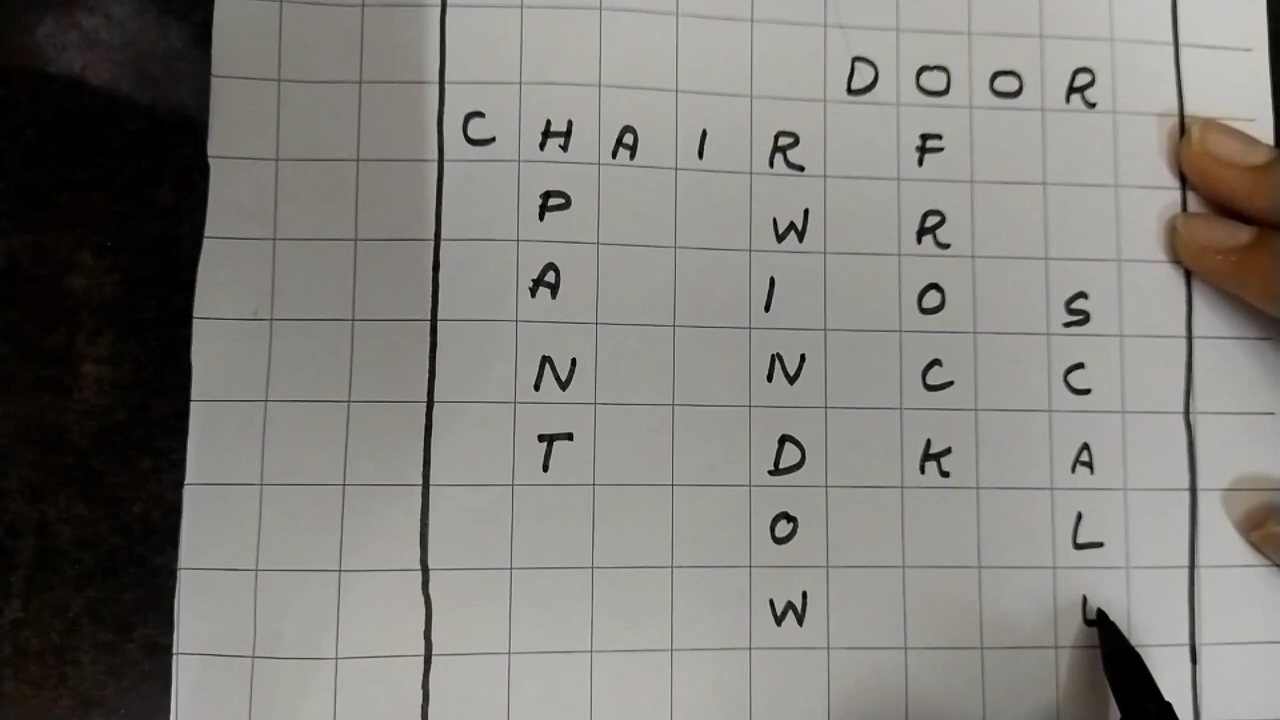 D O O R
C H A I R F
P W R
A I O S
N N C C
T D K A
O L
W